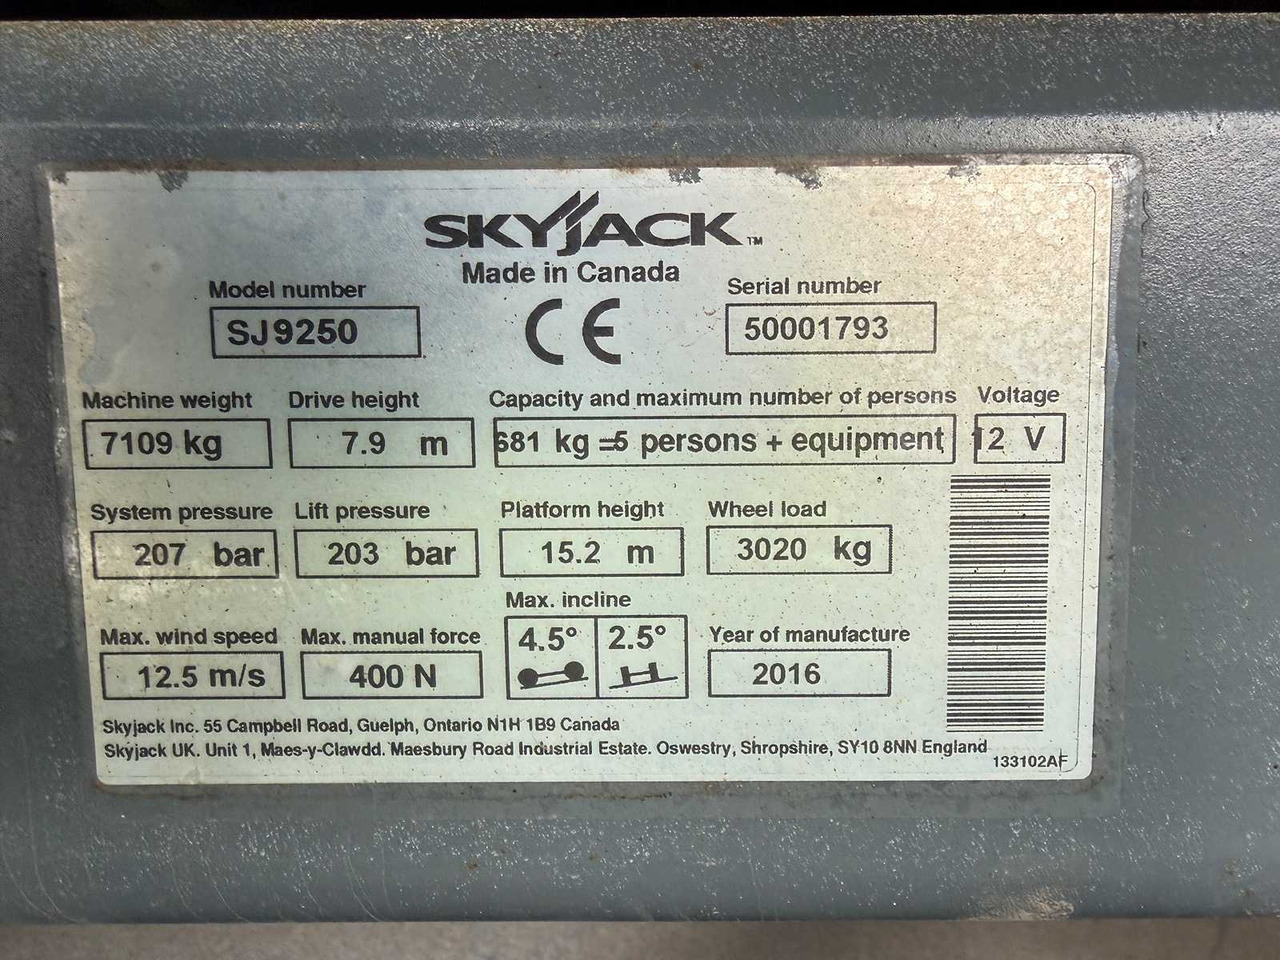 SKYJACK™
Made in Canada
Model number
SJ9250
CE
Serial number
50001793
Machine weight Drive height Capacity and maximum number of persons Voltage
7109 kg 7.9 m 681 kg =5 persons + equipment 12 V
System pressure Lift pressure Platform height Wheel load
207 bar 203 bar 15.2 m 3020 kg
Max. incline
4.5° 2.5°
Max. wind speed Max. manual force Year of manufacture
12.5 m/s 400 N 2016
Skyjack Inc. 55 Campbell Road, Guelph, Ontario N1H 1B9 Canada
Skyjack UK. Unit 1, Maes-y-Clawdd. Maesbury Road Industrial Estate. Oswestry, Shropshire, SY10 8NN England
133102AF